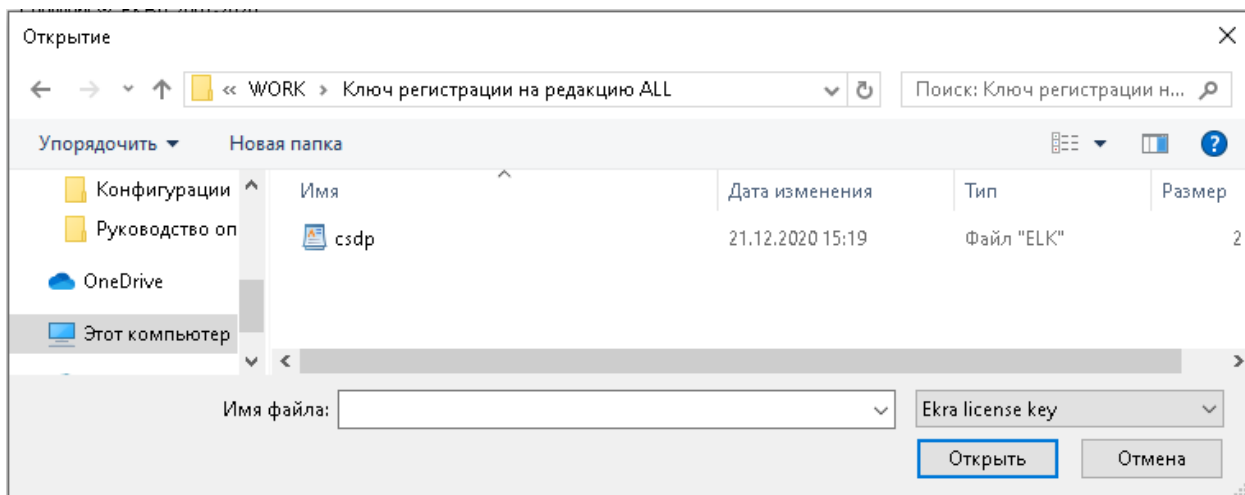 Открытие
« WORK › Ключ регистрации на редакцию ALL
Поиск: Ключ регистрации н...
Упорядочить
Новая папка
?
Конфигурации
Руководство оп
OneDrive
Этот компьютер
Имя
Дата изменения
Тип
Размер
csdp
21.12.2020 15:19
Файл "ELK"
2
Имя файла:
Ekra license key
Открыть
Отмена